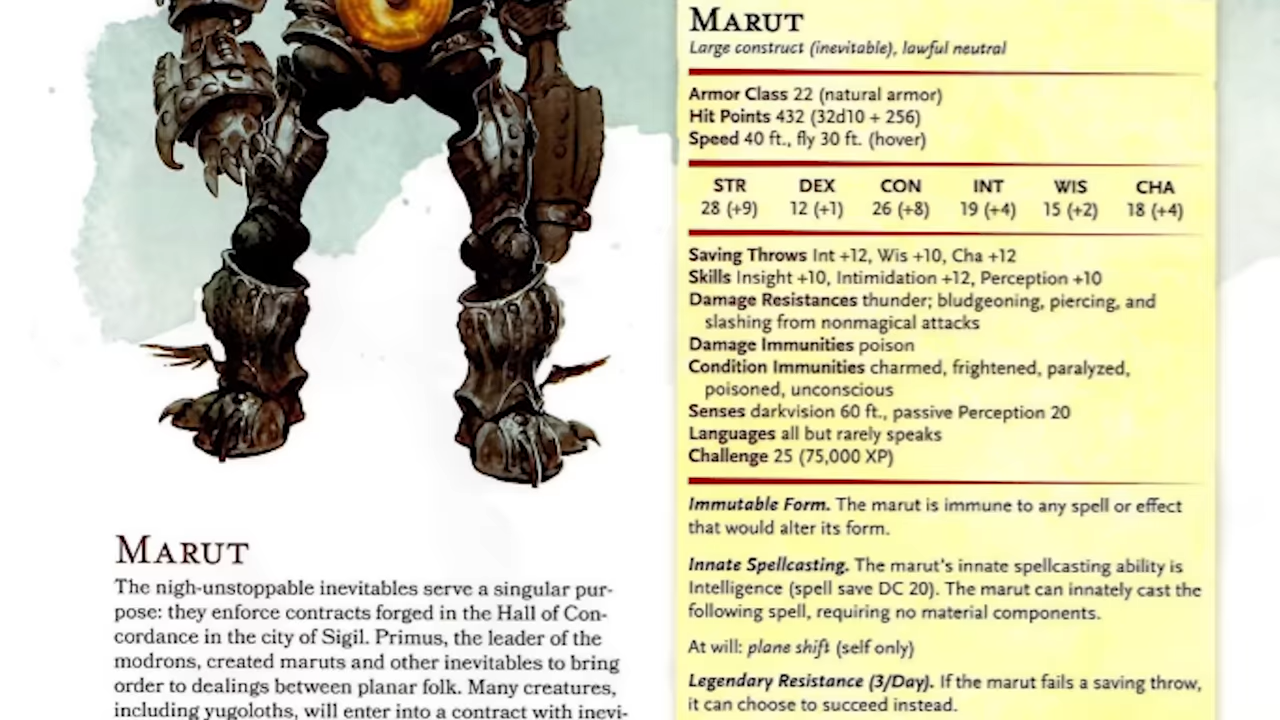 MARUT
Large construct (inevitable), lawful neutral
Armor Class 22 (natural armor)
Hit Points 432 (32d10 + 256)
Speed 40 ft., fly 30 ft. (hover)
STR DEX CON INT WIS CHA
28 (+9) 12 (+1) 26 (+8) 19 (+4) 15 (+2) 18 (+4)
Saving Throws Int +12, Wis +10, Cha +12
Skills Insight +10, Intimidation +12, Perception +10
Damage Resistances thunder; bludgeoning, piercing, and
slashing from nonmagical attacks
Damage Immunities poison
Condition Immunities charmed, frightened, paralyzed,
poisoned, unconscious
Senses darkvision 60 ft., passive Perception 20
Languages all but rarely speaks
Challenge 25 (75,000 XP)
Immutable Form. The marut is immune to any spell or effect
that would alter its form.
Innate Spellcasting. The marut's innate spellcasting ability is
Intelligence (spell save DC 20). The marut can innately cast the
following spell, requiring no material components.
At will: plane shift (self only)
Legendary Resistance (3/Day). If the marut fails a saving throw,
it can choose to succeed instead.
MARUT
The nigh-unstoppable inevitables serve a singular pur-
pose: they enforce contracts forged in the Hall of Con-
cordance in the city of Sigil. Primus, the leader of the
modrons, created maruts and other inevitables to bring
order to dealings between planar folk. Many creatures,
including yugoloths, will enter into a contract with inevi-